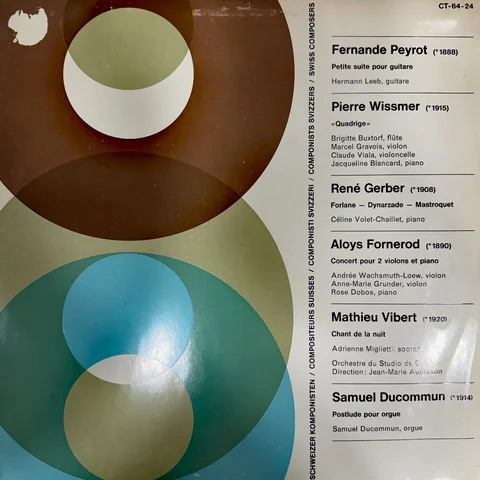 CT-64-24
SCHWEIZER KOMPONISTEN / COMPOSITEURS SUISSES / COMPONISTI SVIZZERI / COMPONISTS SVIZZERS / SWISS COMPOSERS
Fernande Peyrot (*1888)
Petite suite pour guitare
Hermann Leeb, guitare
Pierre Wissmer (*1915)
«Quadrige»
Brigitte Buxtorf, flûte
Marcel Gravois, violon
Claude Viala, violoncelle
Jacqueline Blancard, piano
René Gerber (*1908)
Forlane — Dynarzade — Mastroquet
Céline Volet-Chaillet, piano
Aloys Fornerod (*1890)
Concert pour 2 violons et piano
Andrée Wachsmuth-Loew, violon
Anne-Marie Grunder, violon
Rose Dobos, piano
Mathieu Vibert (*1920)
Chant de la nuit
Adrienne Miglietti,
Orchestre du Studio de
Direction: Jean-Marie Auberson
Samuel Ducommun (*1914)
Postlude pour orgue
Samuel Ducommun, orgue